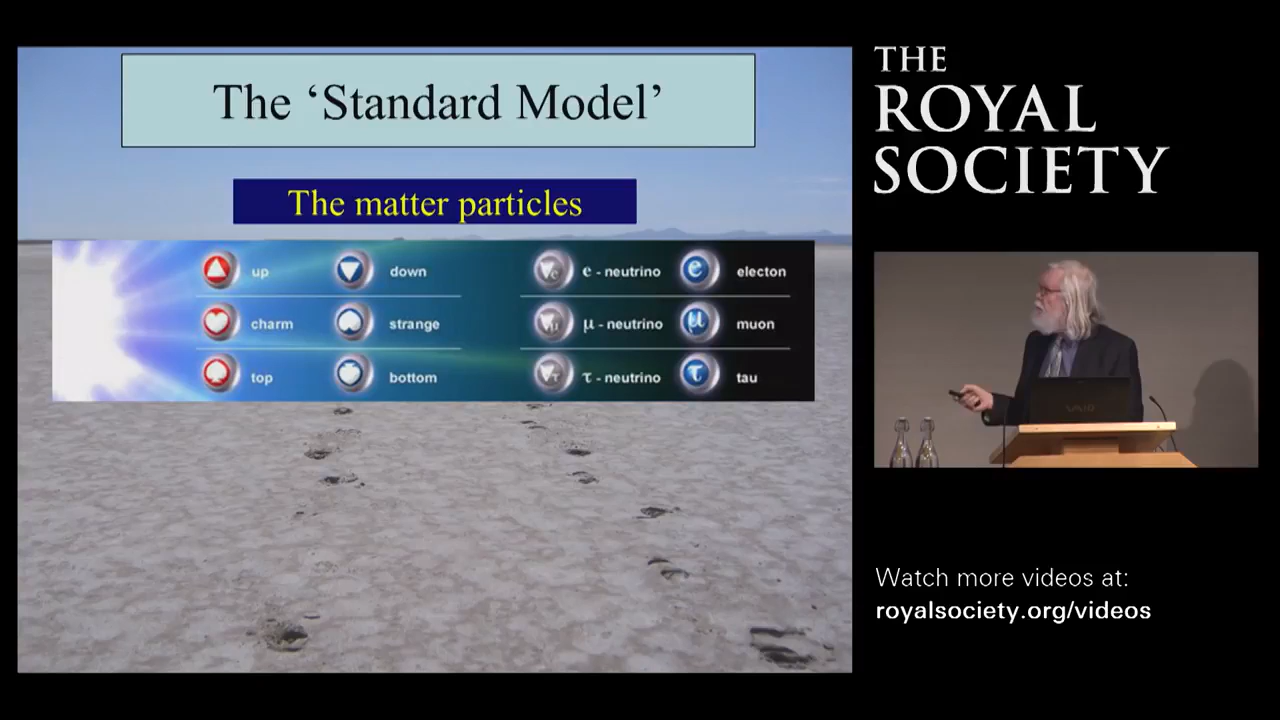 The ‘Standard Model’
The matter particles
up down e - neutrino electon
charm strange μ - neutrino muon
top bottom τ - neutrino tau
THE
ROYAL
SOCIETY
VAIO
Watch more videos at:
royalsociety.org/videos